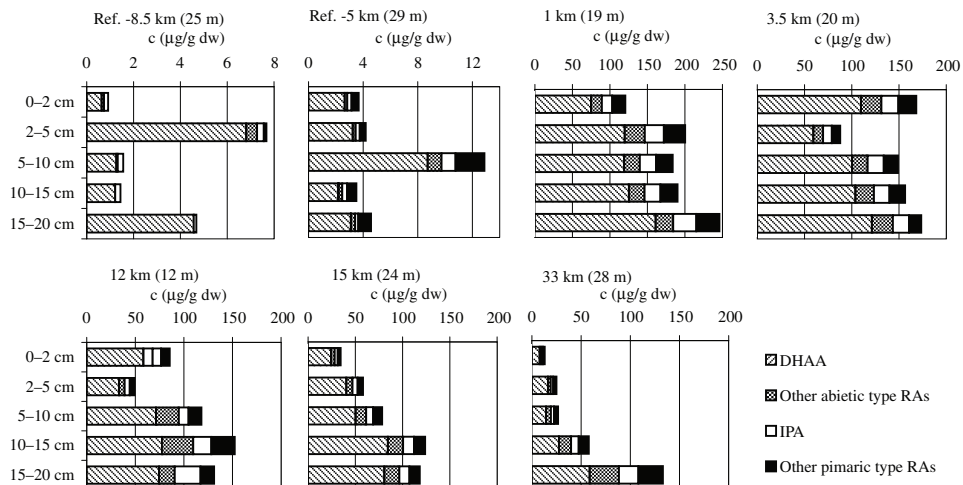 Ref. -8.5 km (25 m)
c (µg/g dw)
0 2 4 6 8
Ref. -5 km (29 m)
c (µg/g dw)
0 4 8 12
1 km (19 m)
c (µg/g dw)
0 50 100 150 200 250
3.5 km (20 m)
c (µg/g dw)
0 50 100 150 200
0–2 cm
2–5 cm
5–10 cm
10–15 cm
15–20 cm
12 km (12 m)
c (µg/g dw)
0 50 100 150 200
15 km (24 m)
c (µg/g dw)
0 50 100 150 200
33 km (28 m)
c (µg/g dw)
0 50 100 150 200
0–2 cm
2–5 cm
5–10 cm
10–15 cm
15–20 cm
DHAA
Other abietic type RAs
IPA
Other pimaric type RAs